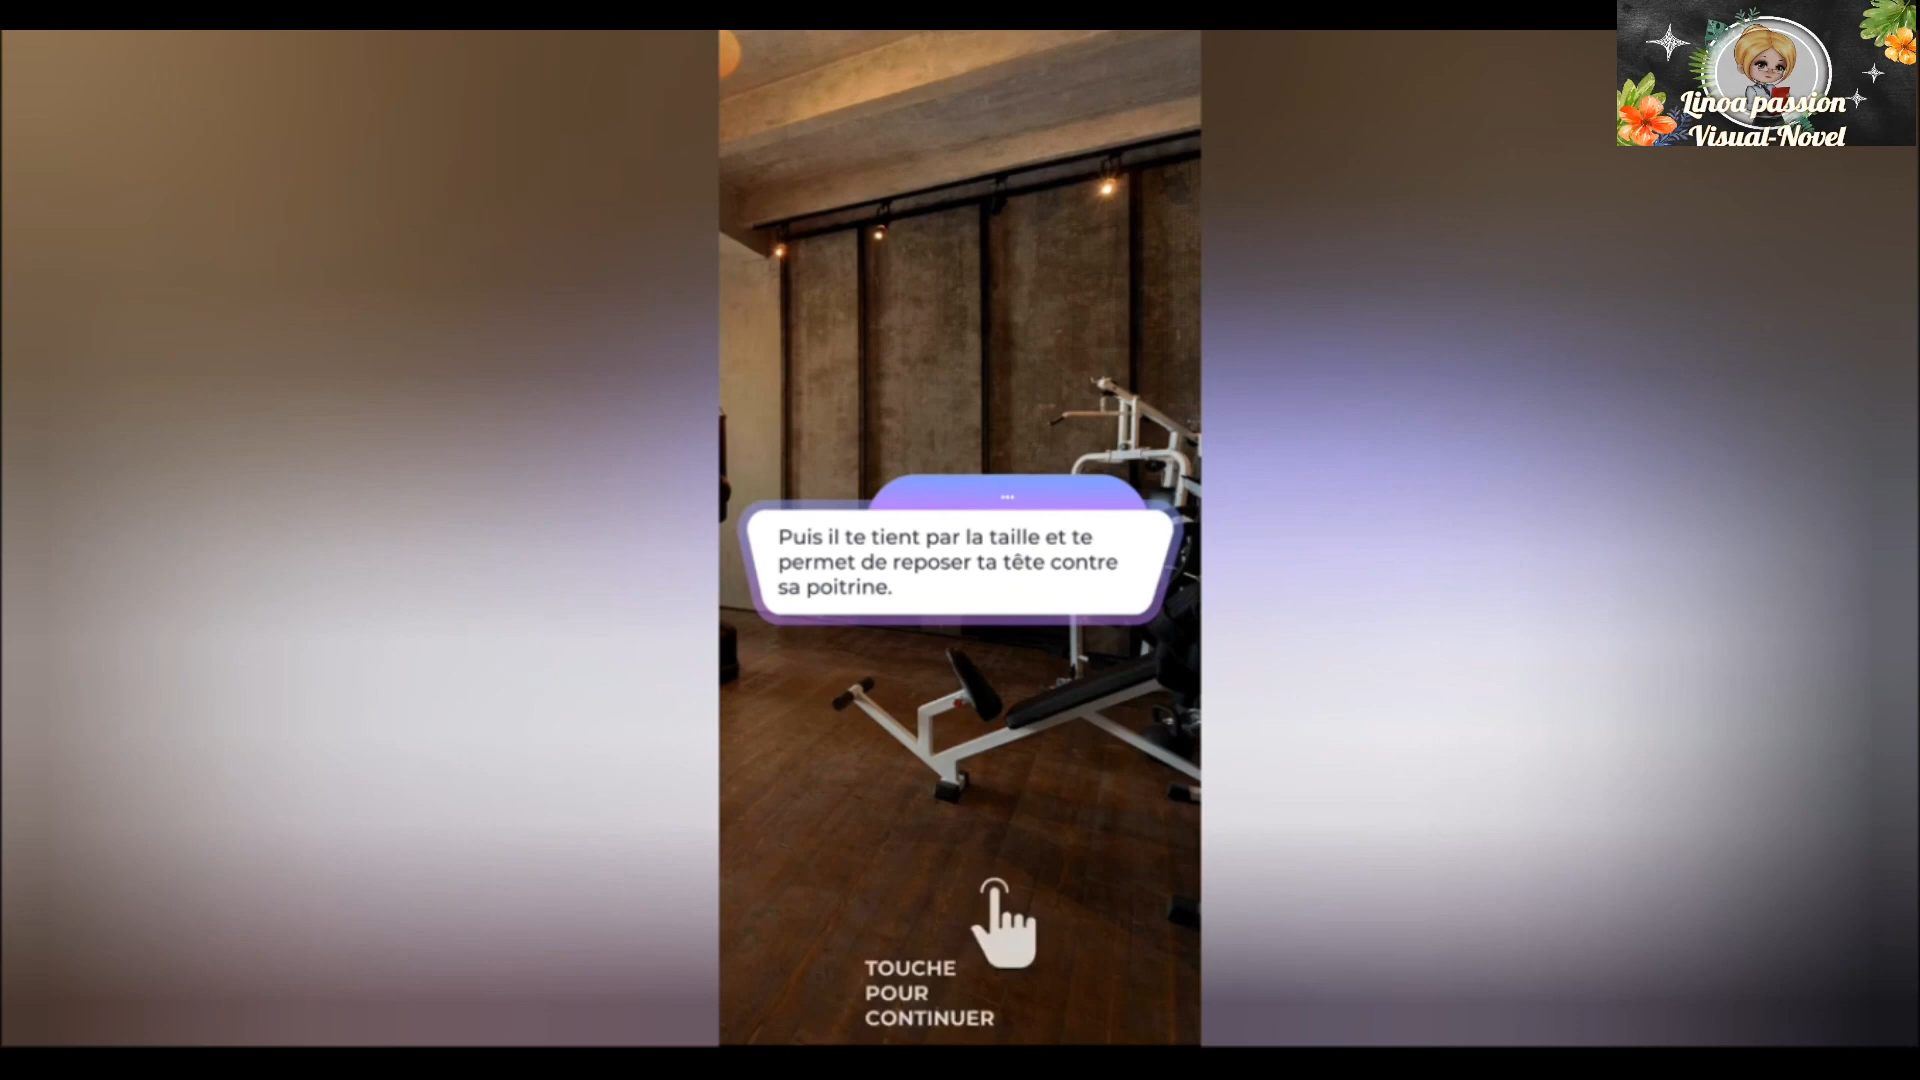 Linoa passion
Visual-Novel
...
Puis il te tient par la taille et te
permet de reposer ta tête contre
sa poitrine.
TOUCHE
POUR
CONTINUER